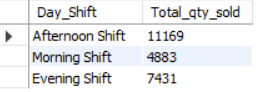 Day_Shift Total_qty_sold
Afternoon Shift 11169
Morning Shift 4883
Evening Shift 7431